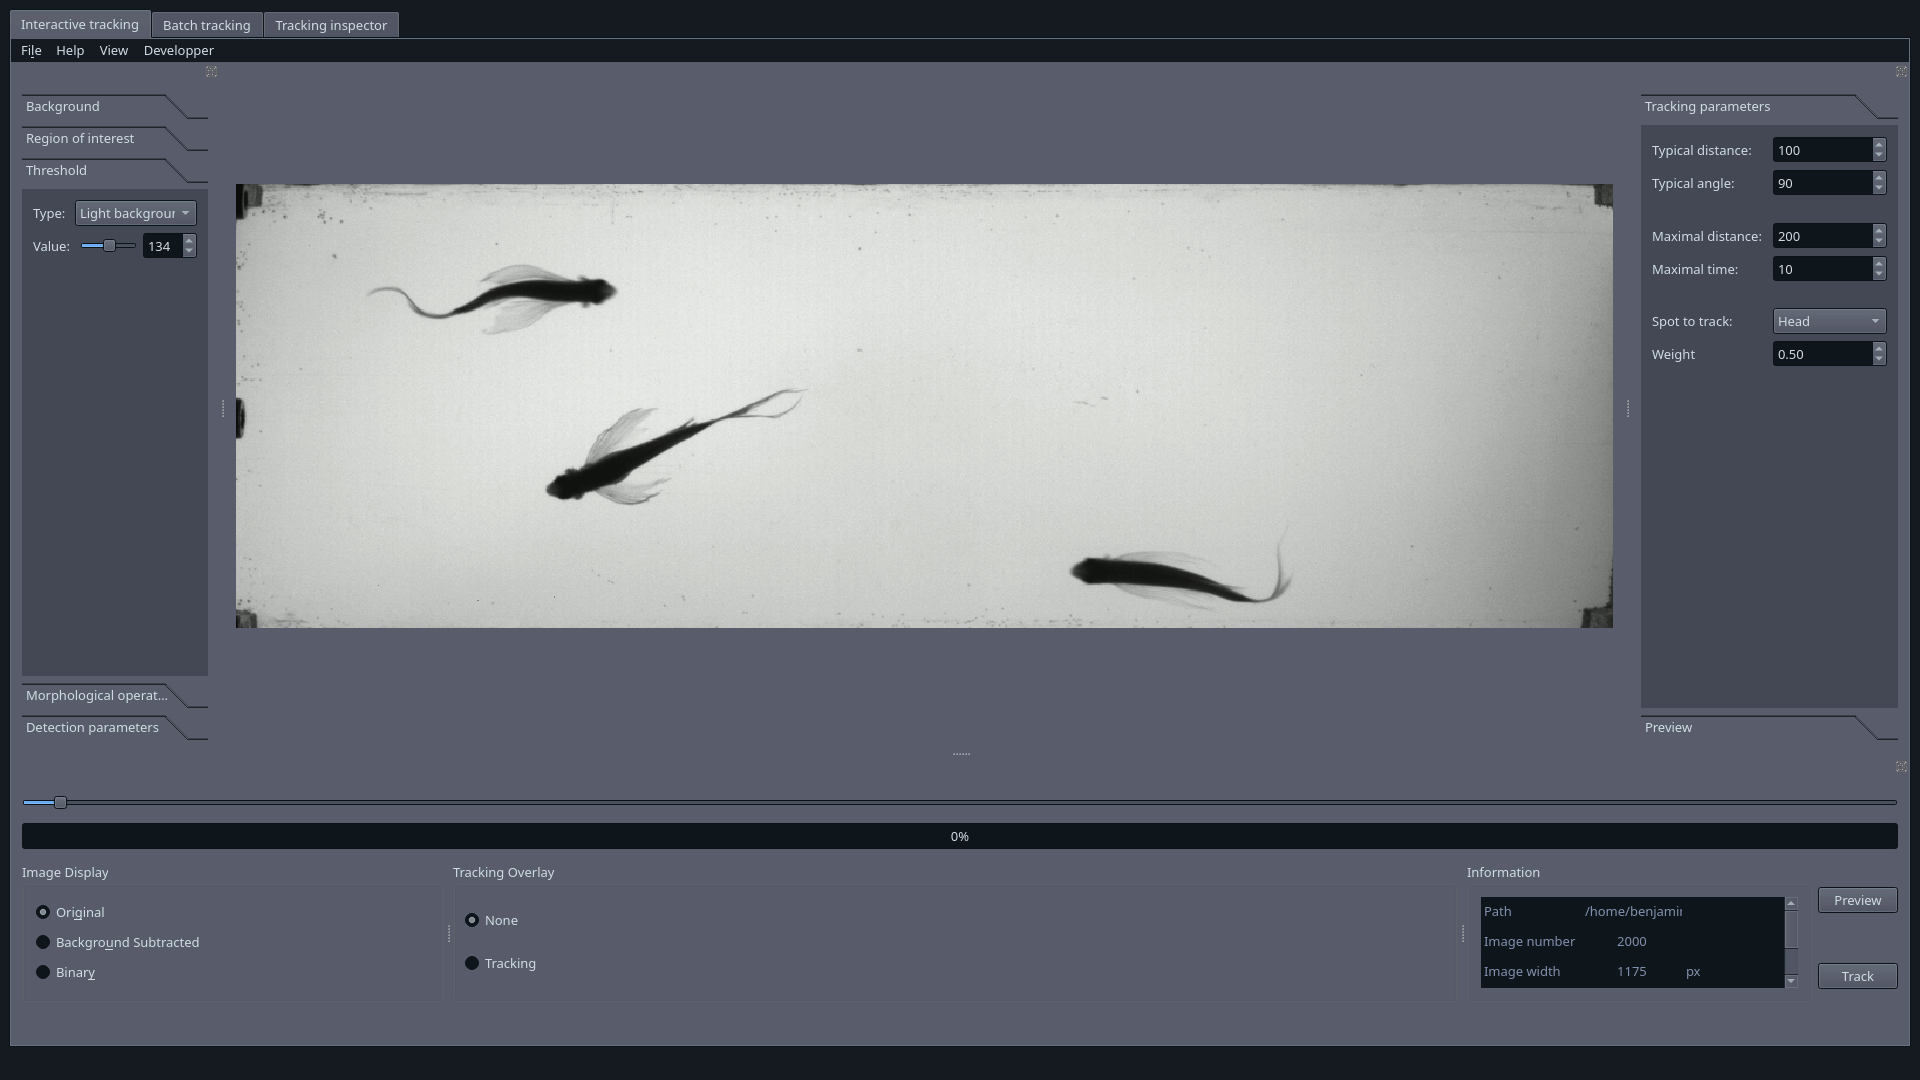 Interactive tracking Batch tracking Tracking inspector
File Help View Developer
Background
Region of interest
Threshold
Type: Light backgroun
Value: 134
Morphological operat...
Detection parameters
Tracking parameters
Typical distance: 100
Typical angle: 90
Maximal distance: 200
Maximal time: 10
Spot to track: Head
Weight 0.50
Preview
0%
Image Display
Original
Background Subtracted
Binary
Tracking Overlay
None
Tracking
Information
Path /home/benjamin
Image number 2000
Image width 1175 px
Preview
Track